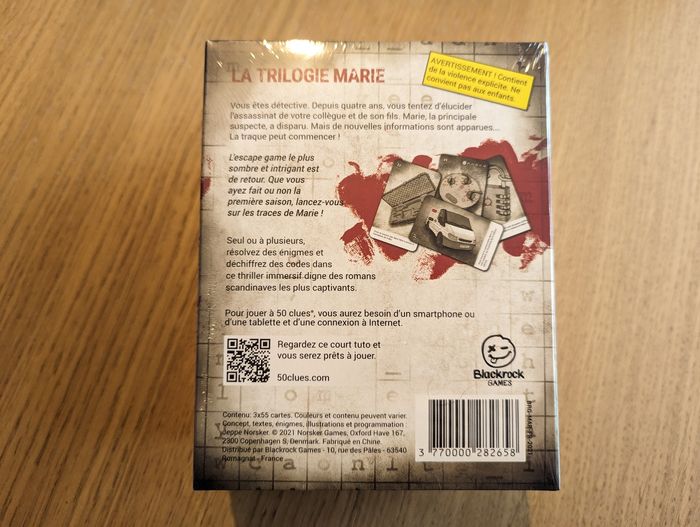 LA TRILOGIE MARIE
AVERTISSEMENT ! Contient
de la violence explicite. Ne
convient pas aux enfants.
Vous êtes détective. Depuis quatre ans, vous tentez d'élucider
l'assassinat de votre collègue et de son fils. Marie, la principale
suspecte, a disparu. Mais de nouvelles informations sont apparues...
La traque peut commencer !
L'escape game le plus
sombre et intrigant est
de retour. Que vous
ayez fait ou non la
première saison, lancez-vous
sur les traces de Marie !
Seul ou à plusieurs,
résolvez des énigmes et
déchiffrez des codes dans
ce thriller immersif digne des romans
scandinaves les plus captivants.
Pour jouer à 50 clues®, vous aurez besoin d'un smartphone ou
d'une tablette et d'une connexion à Internet.
Regardez ce court tuto et
vous serez prêts à jouer.
50clues.com
Blackrock
GAMES
Contenu: 3x55 cartes. Couleurs et contenu peuvent varier.
Concept, textes, énigmes, illustrations et programmation
Jeppe Norsker. © 2021 Norsker Games, Oxford Have 167,
2300 Copenhagen S, Denmark. Fabriqué en Chine.
Distribué par Blackrock Games - 10, rue des Pâles - 63540
Romagnat - France
3 770000 282658